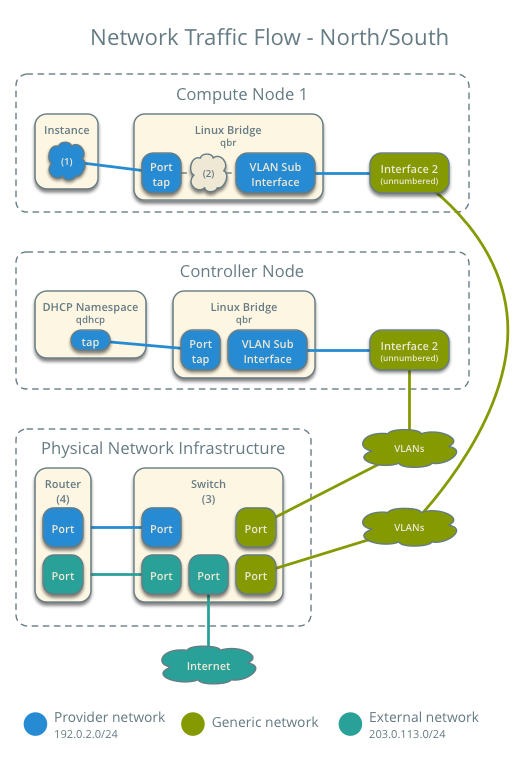 Network Traffic Flow - North/South
Compute Node 1
Instance
(1)
Linux Bridge
qbr
Port
tap
(2)
VLAN Sub
Interface
Interface 2
(unnumbered)
Controller Node
DHCP Namespace
qdhcp
tap
Linux Bridge
qbr
Port
tap
VLAN Sub
Interface
Interface 2
(unnumbered)
VLANs
Physical Network Infrastructure
Router
(4)
Switch
(3)
Port
Port
Port
VLANs
Port
Port
Port
Port
Internet
Provider network
192.0.2.0/24
Generic network
External network
203.0.113.0/24